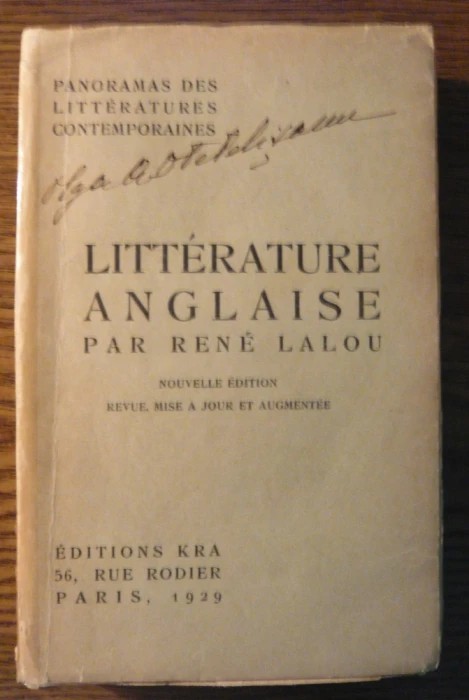 PANORAMAS DES
LITTÉRATURES
CONTEMPORAINES
Olga
LITTÉRATURE
ANGLAISE
PAR RENÉ LALOU
NOUVELLE ÉDITION
REVUE, MISE A JOUR ET AUGMENTÉE
ÉDITIONS KRA
56, RUE RODIER
PARIS, 1929